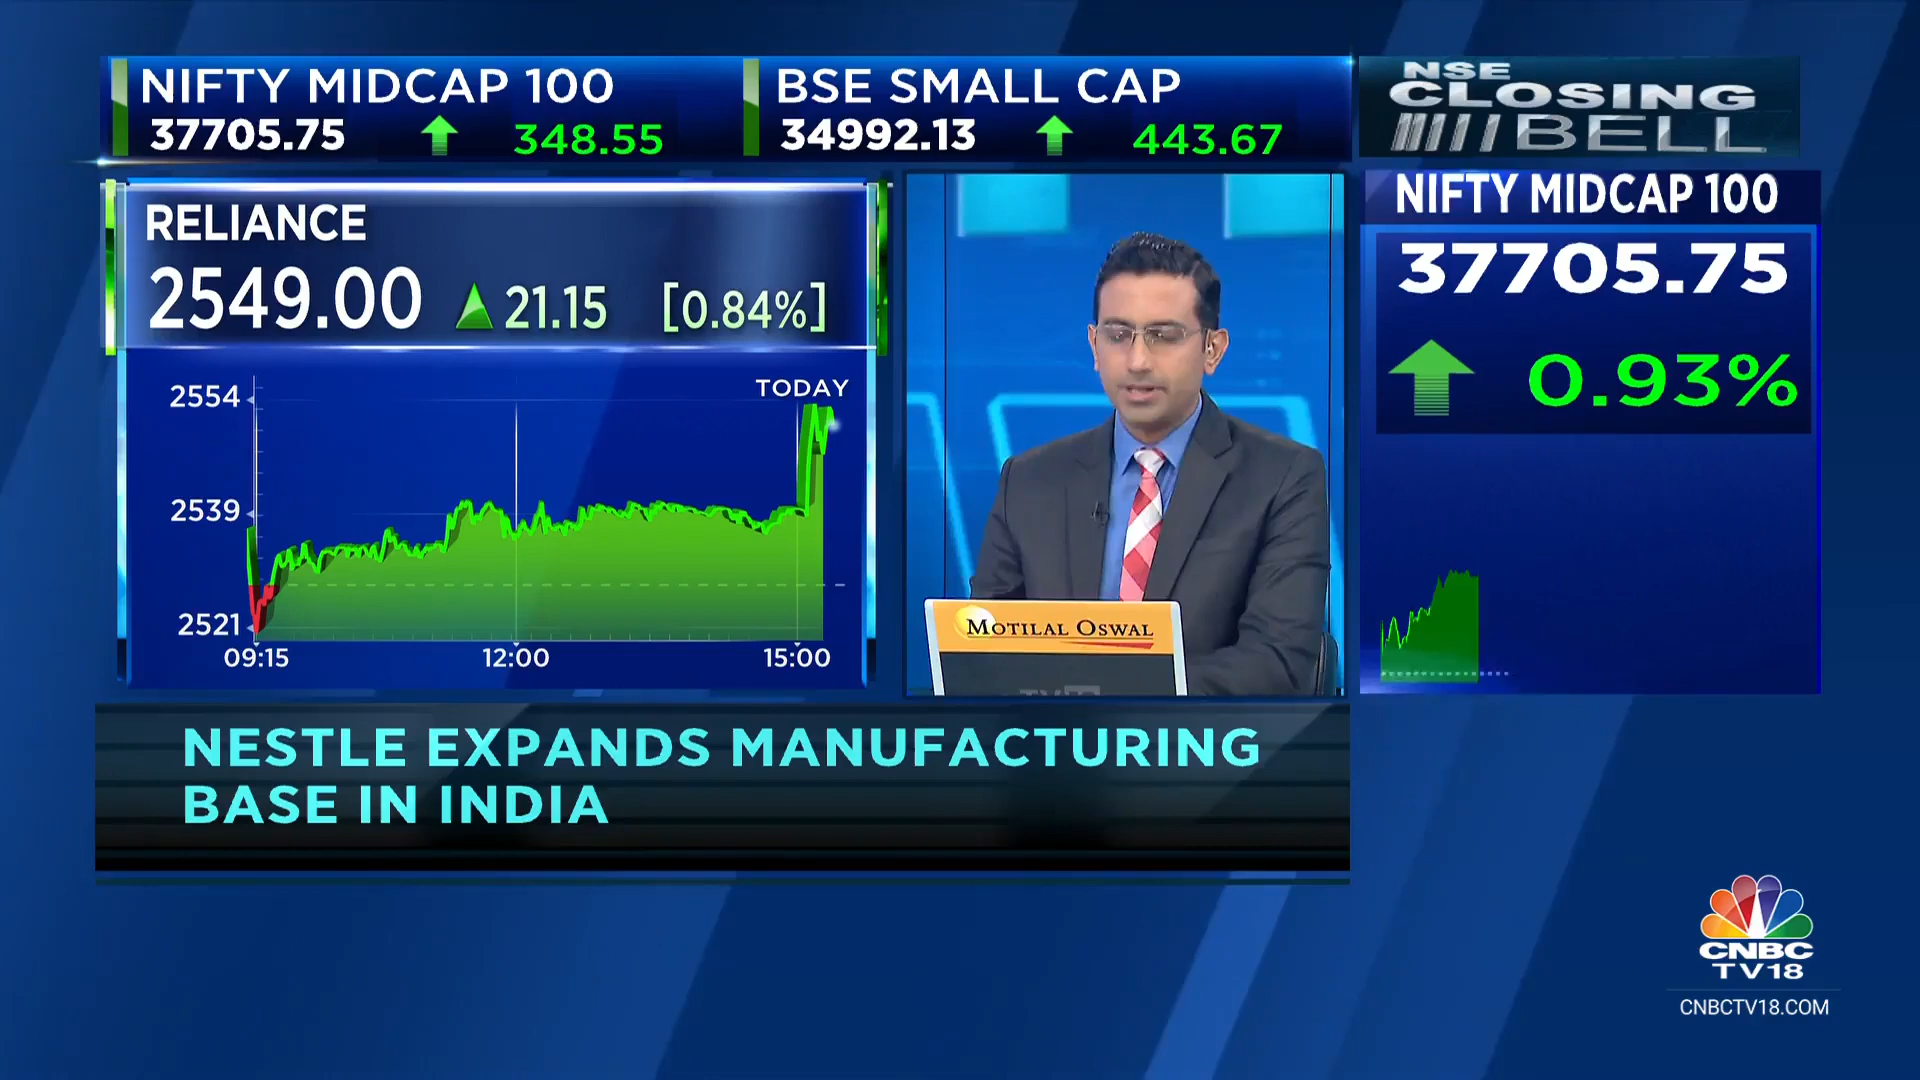 NIFTY MIDCAP 100
37705.75 348.55
BSE SMALL CAP
34992.13 443.67
NSE
CLOSING
BELL
RELIANCE
2549.00 21.15 [0.84%]
TODAY
2554
2539
2521
09:15 12:00 15:00
MOTILAL OSWAL
TV18
NIFTY MIDCAP 100
37705.75
0.93%
NESTLE EXPANDS MANUFACTURING
BASE IN INDIA
CNBC
TV18
CNBCTV18.COM